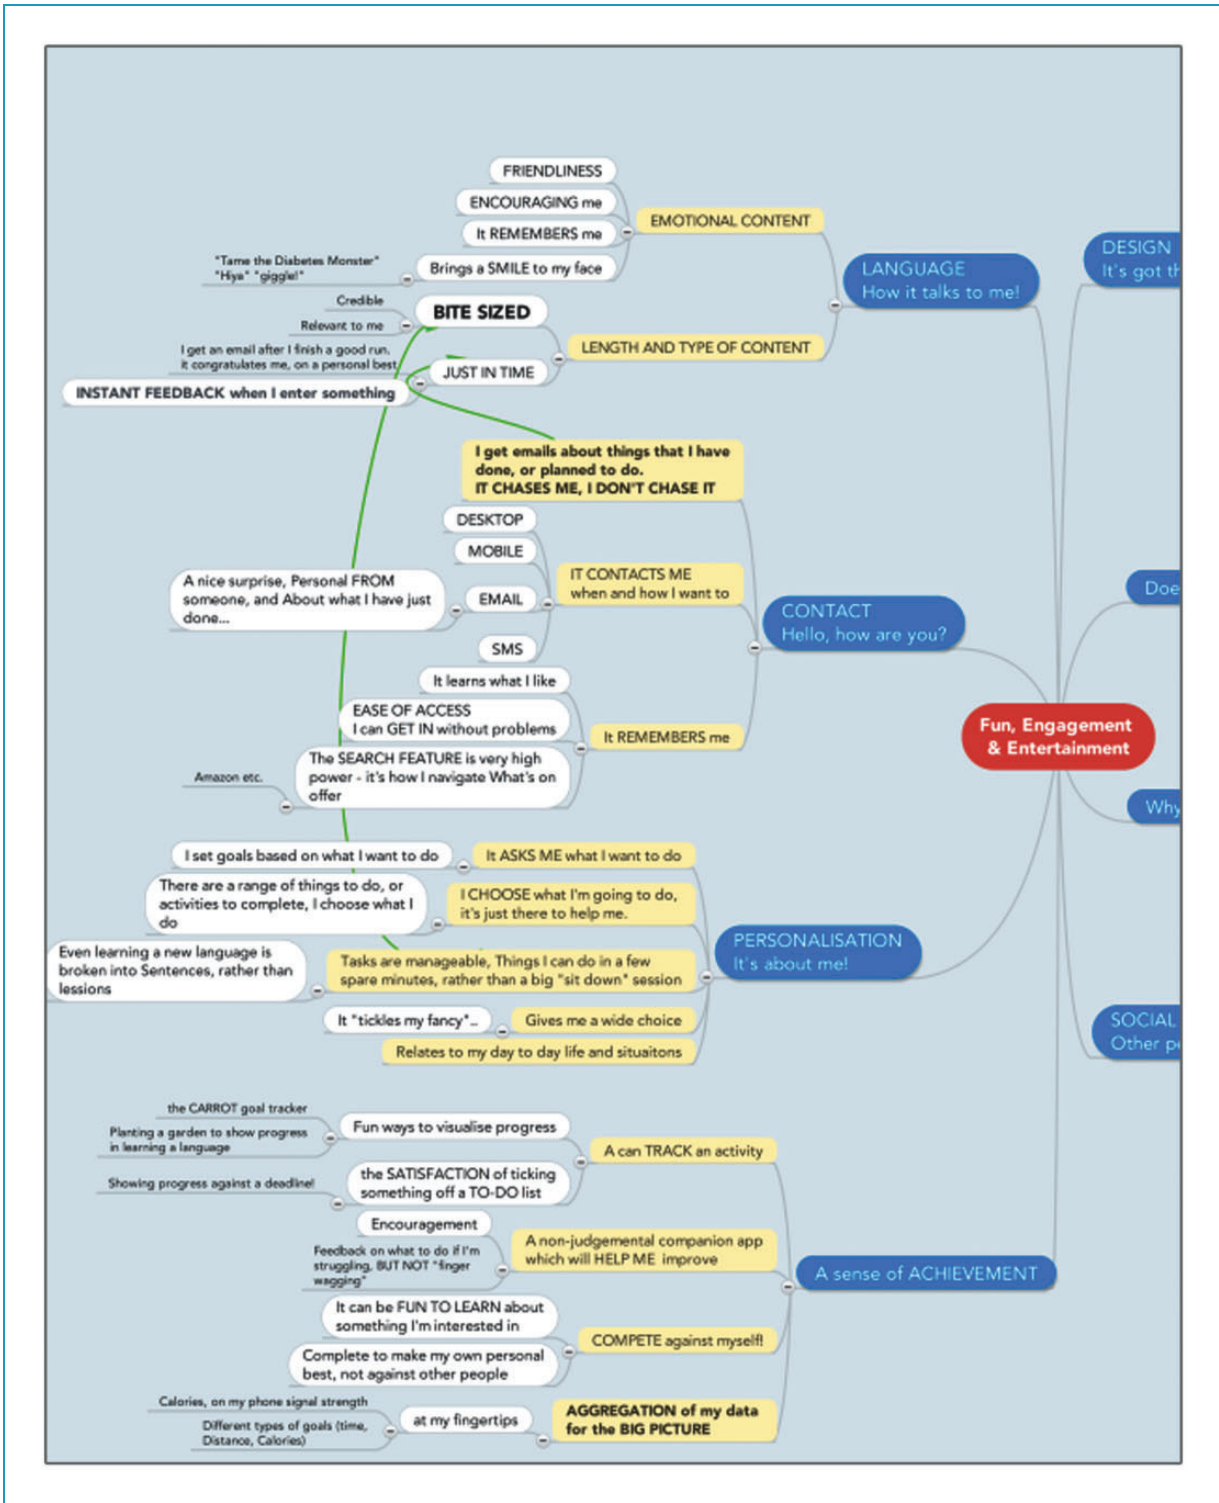 FRIENDLINESS
ENCOURAGING me
It REMEMBERS me
Brings a SMILE to my face
"Tame the Diabetes Monster"
"Hiya" "giggle!"
EMOTIONAL CONTENT
LANGUAGE
How it talks to me!
DESIGN
It's got th
Credible
Relevant to me
BITE SIZED
I get an email after I finish a good run.
it congratulates me, on a personal best
INSTANT FEEDBACK when I enter something
JUST IN TIME
LENGTH AND TYPE OF CONTENT
I get emails about things that I have
done, or planned to do.
IT CHASES ME, I DON'T CHASE IT
DESKTOP
MOBILE
EMAIL
SMS
A nice surprise, Personal FROM
someone, and About what I have just
done...
IT CONTACTS ME
when and how I want to
CONTACT
Hello, how are you?
Doe
It learns what I like
EASE OF ACCESS
I can GET IN without problems
The SEARCH FEATURE is very high
power - it's how I navigate What's on
offer
Amazon etc.
It REMEMBERS me
Fun, Engagement
& Entertainment
Why
I set goals based on what I want to do
It ASKS ME what I want to do
There are a range of things to do, or
activities to complete, I choose what I
do
I CHOOSE what I'm going to do,
it's just there to help me.
Even learning a new language is
broken into Sentences, rather than
lessions
Tasks are manageable, Things I can do in a few
spare minutes, rather than a big "sit down" session
It "tickles my fancy"...
Gives me a wide choice
Relates to my day to day life and situaitons
PERSONALISATION
It's about me!
SOCIAL
Other pe
the CARROT goal tracker
Planting a garden to show progress
in learning a language
Fun ways to visualise progress
Showing progress against a deadline!
the SATISFACTION of ticking
something off a TO-DO list
A can TRACK an activity
Encouragement
Feedback on what to do if I'm
struggling, BUT NOT "finger
wagging"
A non-judgemental companion app
which will HELP ME improve
A sense of ACHIEVEMENT
It can be FUN TO LEARN about
something I'm interested in
Complete to make my own personal
best, not against other people
COMPETE against myself!
Calories, on my phone signal strength
Different types of goals (time,
Distance, Calories)
at my fingertips
AGGREGATION of my data
for the BIG PICTURE